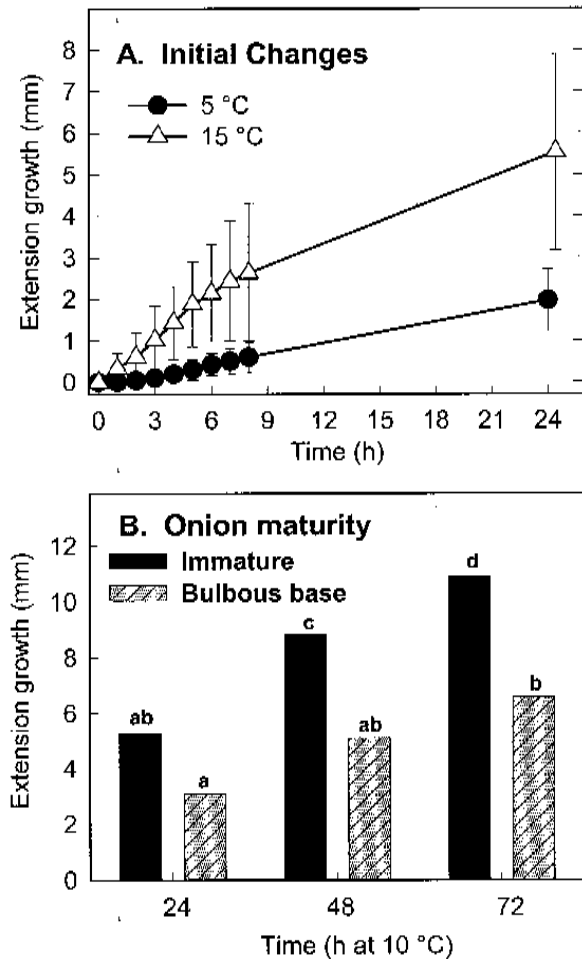 A. Initial Changes
5 °C
15 °C
Extension growth (mm)
8
7
6
5
4
3
2
1
0
0 3 6 9 12 15 18 21 24
Time (h)
B. Onion maturity
Immature
Bulbous base
Extension growth (mm)
12
10
8
6
4
2
0
ab a c ab d b
24 48 72
Time (h at 10 °C)